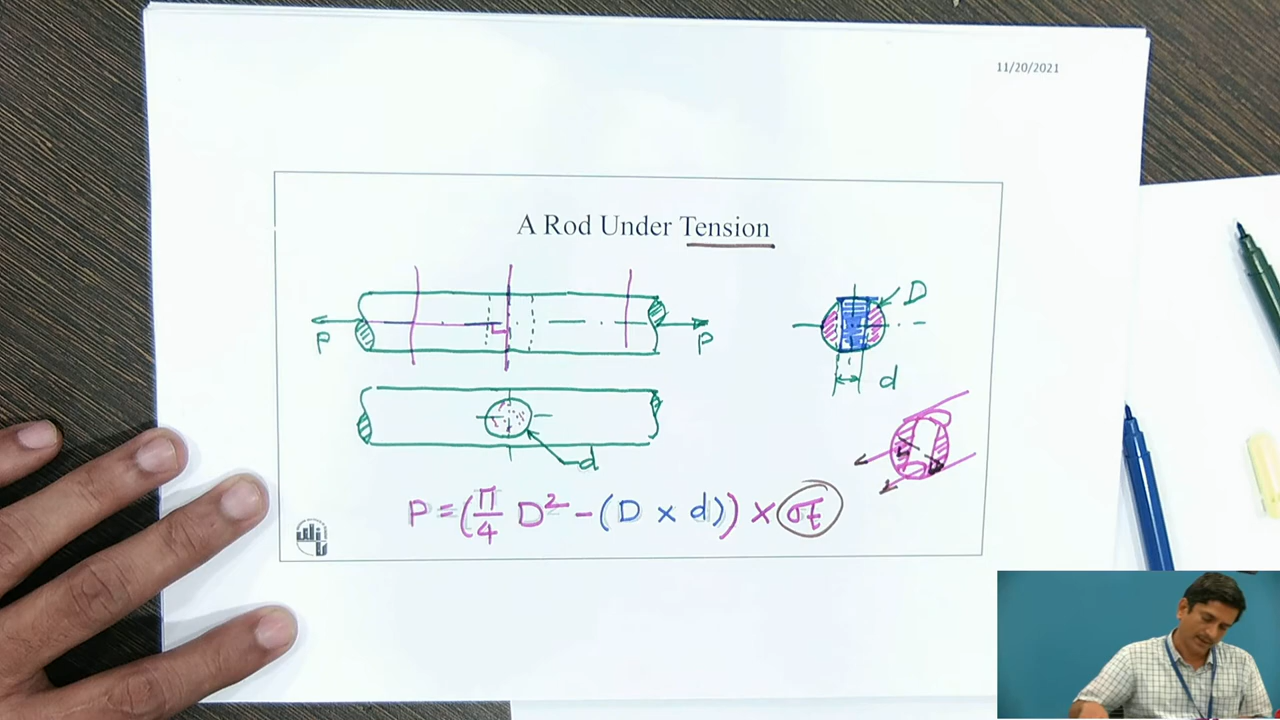 11/20/2021
A Rod Under Tension
P P
D
d
d
P = (π/4 D² - (D x d)) x σt